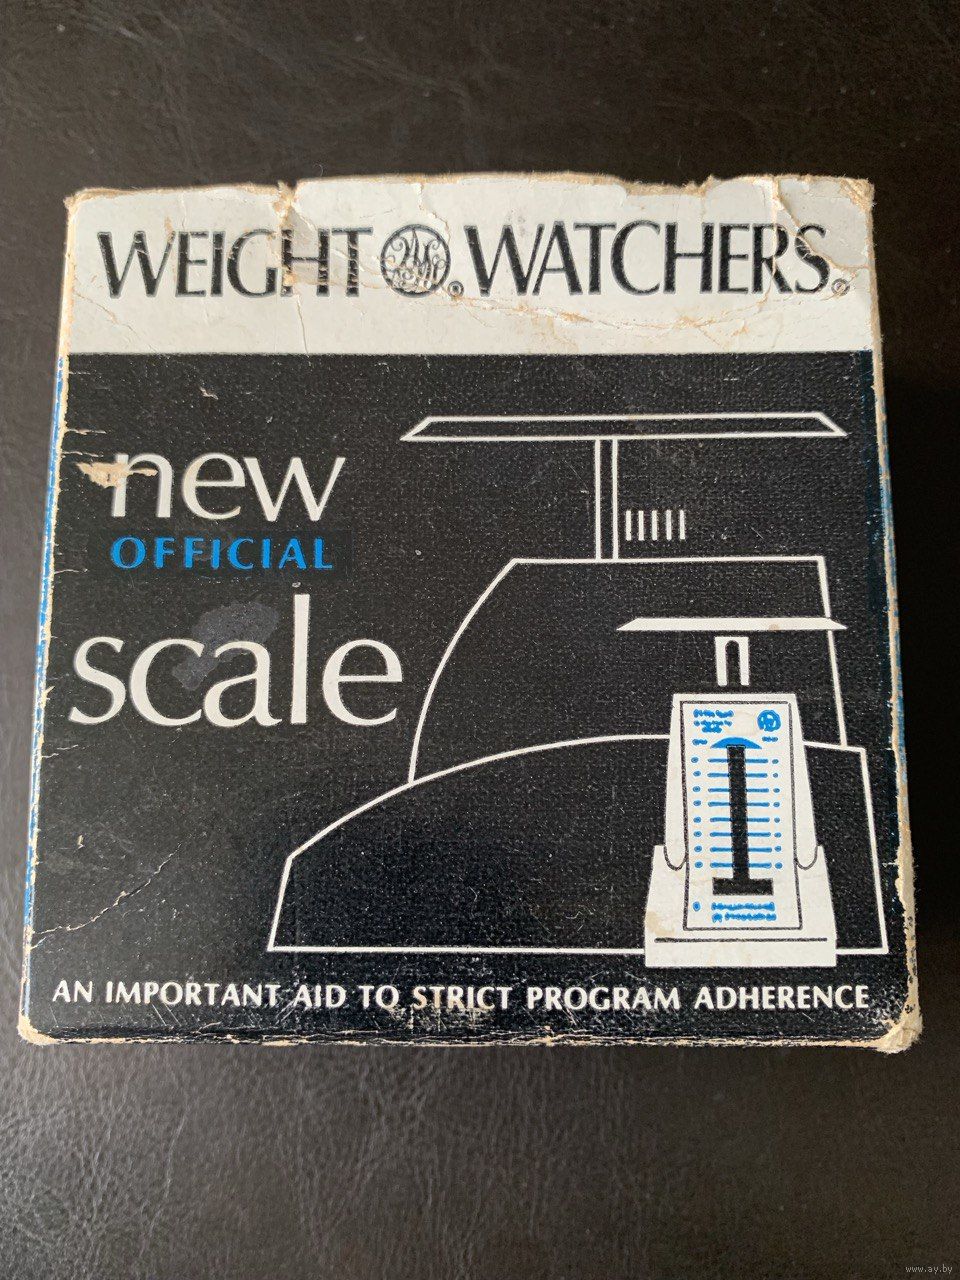 WEIGHT ®. WATCHERS®
new
OFFICIAL
scale
AN IMPORTANT AID TO STRICT PROGRAM ADHERENCE
www.ay.by